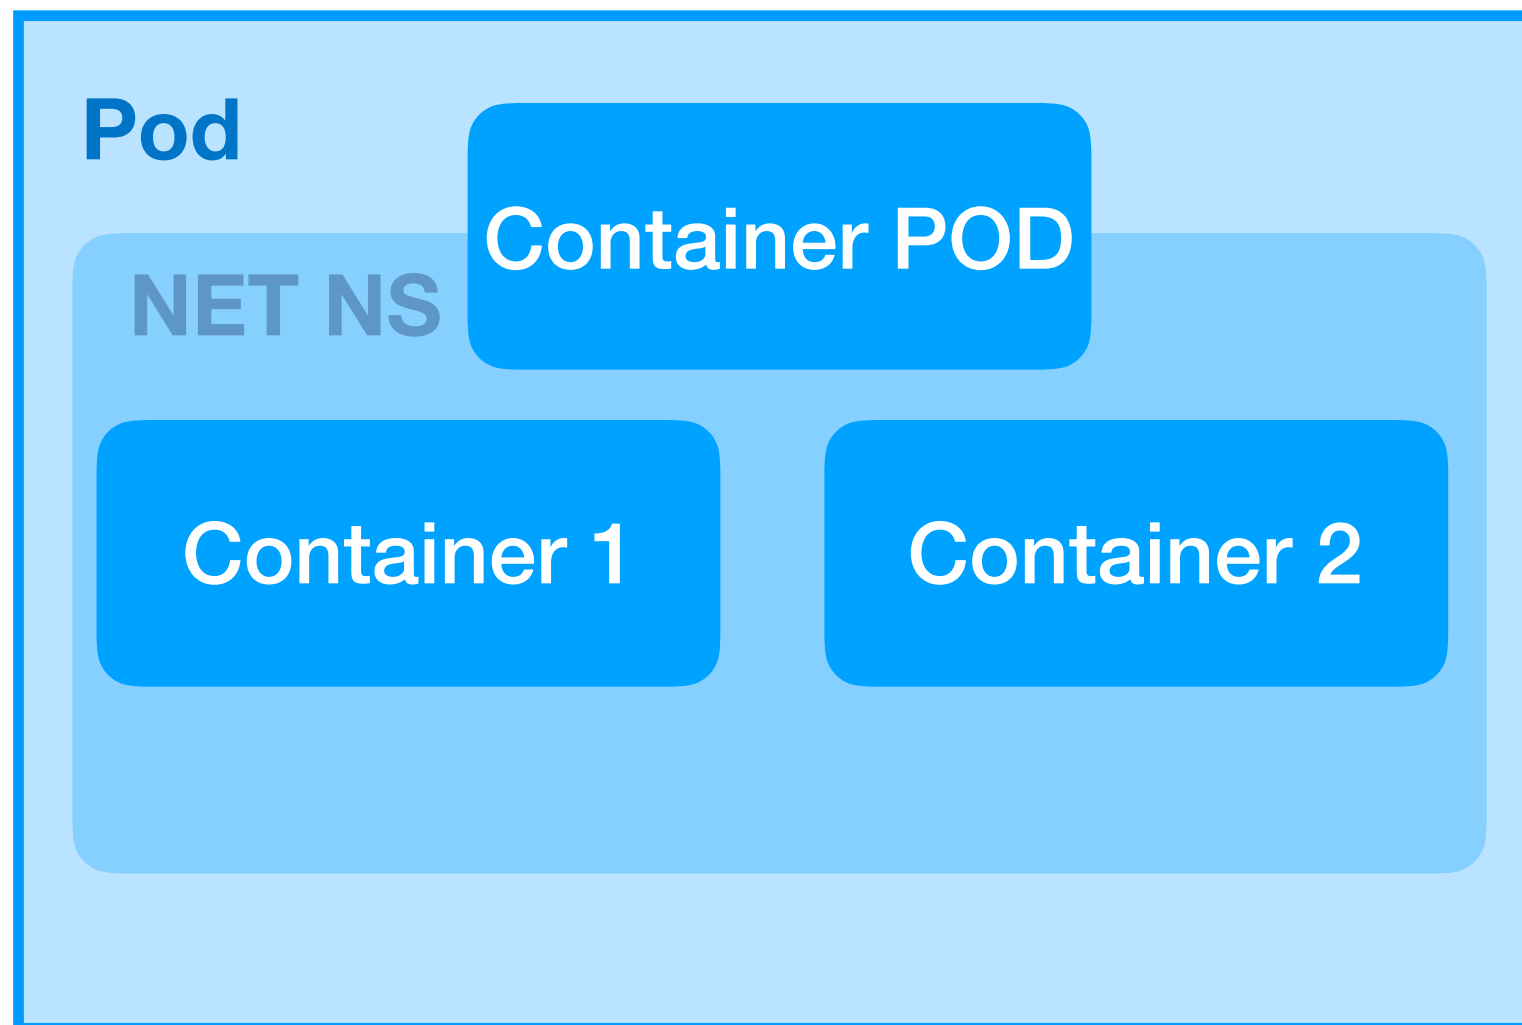 Pod
Container POD
NET NS
Container 1
Container 2